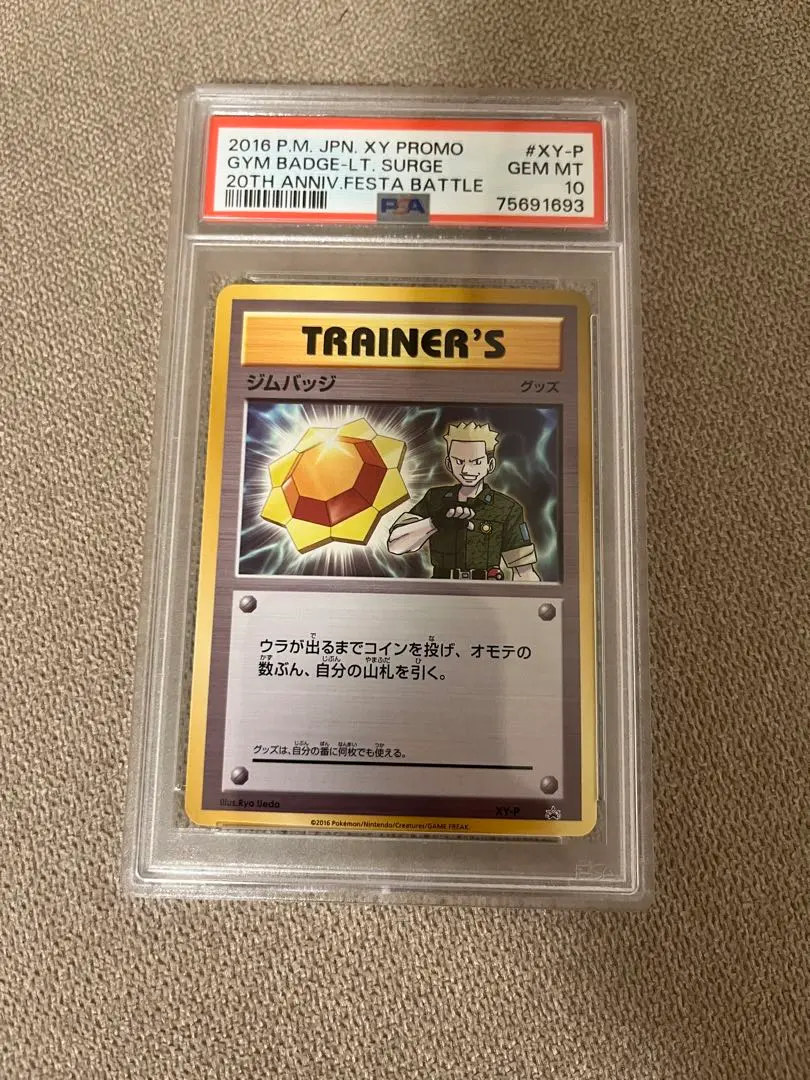 2016 P.M. JPN. XY PROMO #XY-P
GYM BADGE-LT. SURGE GEM MT
20TH ANNIV.FESTA BATTLE 10
PSA 75691693
TRAINER'S
ジムバッジ グッズ
ウラが出るまでコインを投げ、オモテの
数ぶん、自分の山札を引く。
グッズは、自分の番に何枚でも使える。
Illus.Ryo Ueda XY-P
©2016 Pokémon/Nintendo/Creatures/GAME FREAK
PSA